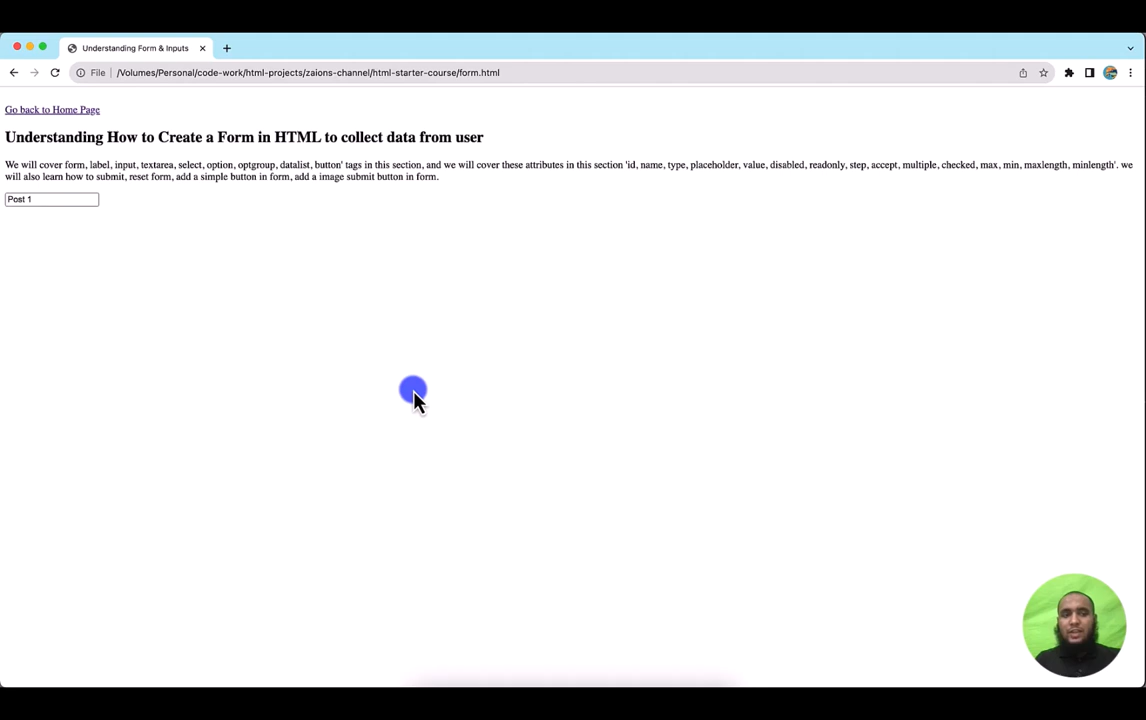 Understanding Form & Inputs
File /Volumes/Personal/code-work/html-projects/zaions-channel/html-starter-course/form.html
Go back to Home Page
Understanding How to Create a Form in HTML to collect data from user
We will cover form, label, input, textarea, select, option, optgroup, datalist, button' tags in this section, and we will cover these attributes in this section 'id, name, type, placeholder, value, disabled, readonly, step, accept, multiple, checked, max, min, maxlength, minlength'. we
will also learn how to submit, reset form, add a simple button in form, add a image submit button in form.
Post 1